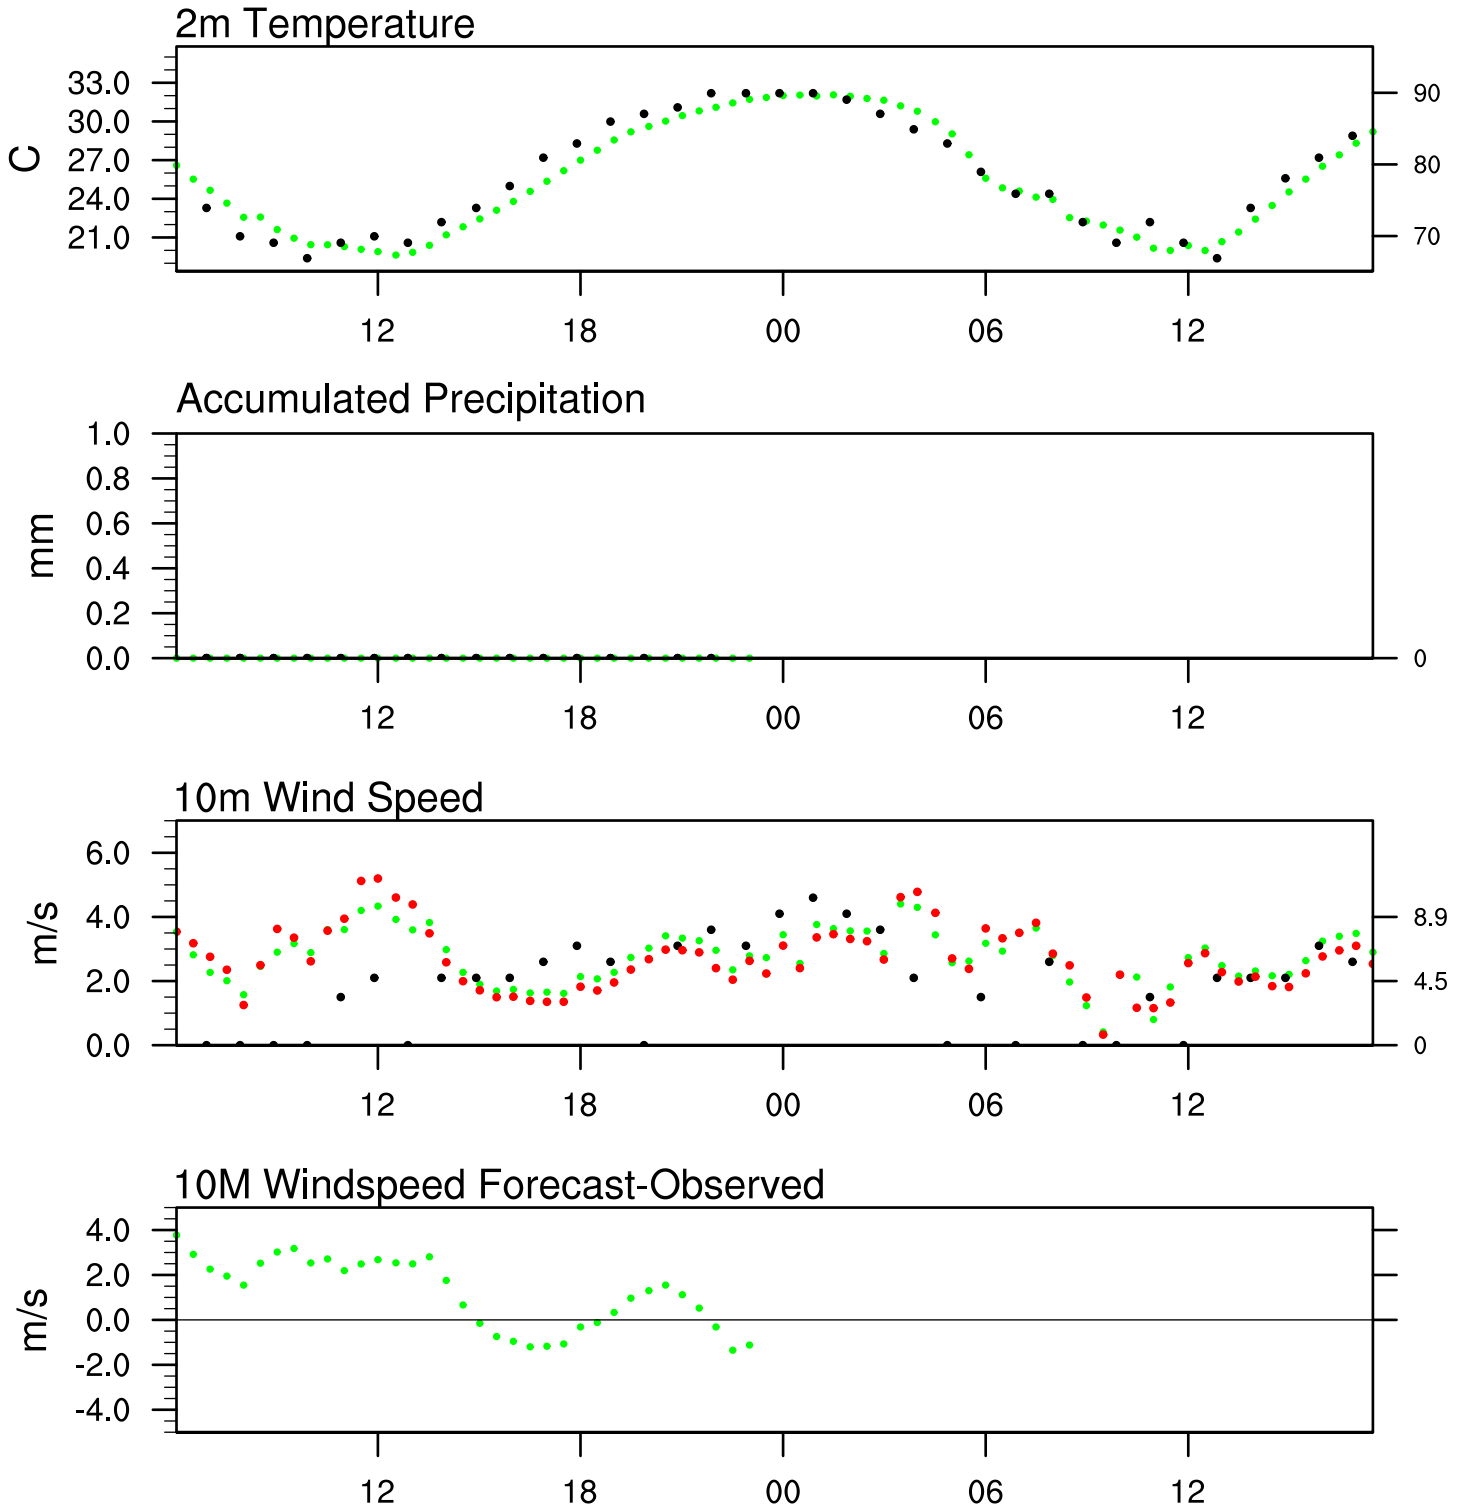 2m Temperature
C
33.0
30.0
27.0
24.0
21.0
90
80
70
12 18 00 06 12
Accumulated Precipitation
mm
1.0
0.8
0.6
0.4
0.2
0.0
0
12 18 00 06 12
10m Wind Speed
m/s
6.0
4.0
2.0
0.0
8.9
4.5
0
12 18 00 06 12
10M Windspeed Forecast-Observed
m/s
4.0
2.0
0.0
-2.0
-4.0
12 18 00 06 12